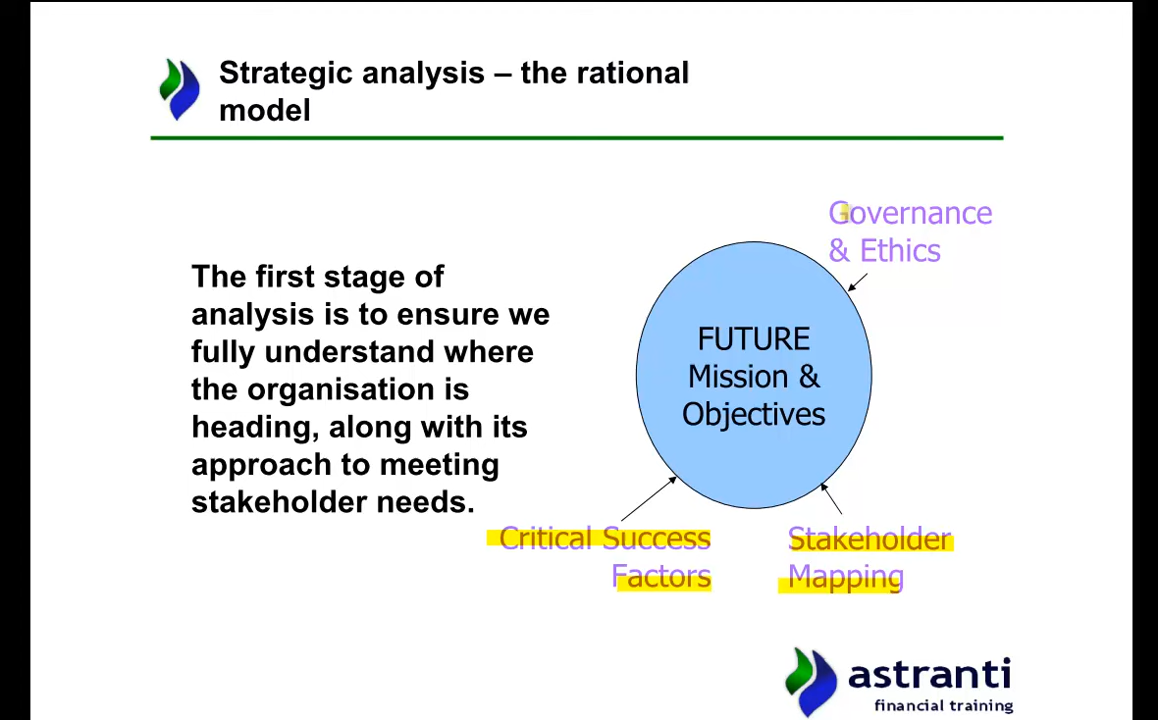 Strategic analysis – the rational
model
The first stage of
analysis is to ensure we
fully understand where
the organisation is
heading, along with its
approach to meeting
stakeholder needs.
Governance
& Ethics
FUTURE
Mission &
Objectives
Critical Success
Factors
Stakeholder
Mapping
astranti
financial training